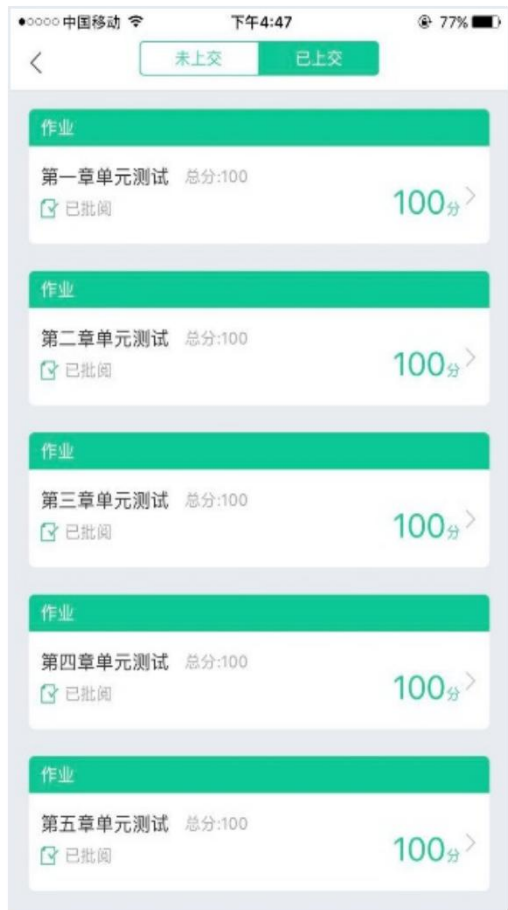 中国移动 下午4:47 77%
未上交 已上交
作业
第一章单元测试 总分:100
已批阅 100分
作业
第二章单元测试 总分:100
已批阅 100分
作业
第三章单元测试 总分:100
已批阅 100分
作业
第四章单元测试 总分:100
已批阅 100分
作业
第五章单元测试 总分:100
已批阅 100分